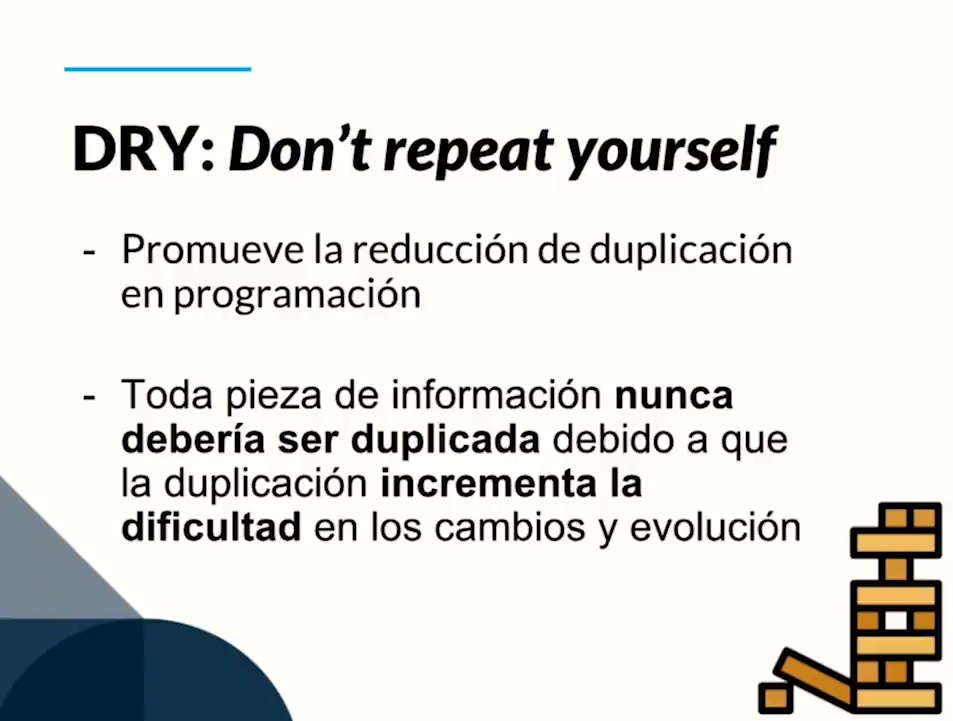 DRY: Don't repeat yourself
- Promueve la reducción de duplicación
en programación
- Toda pieza de información nunca
debería ser duplicada debido a que
la duplicación incrementa la
dificultad en los cambios y evolución